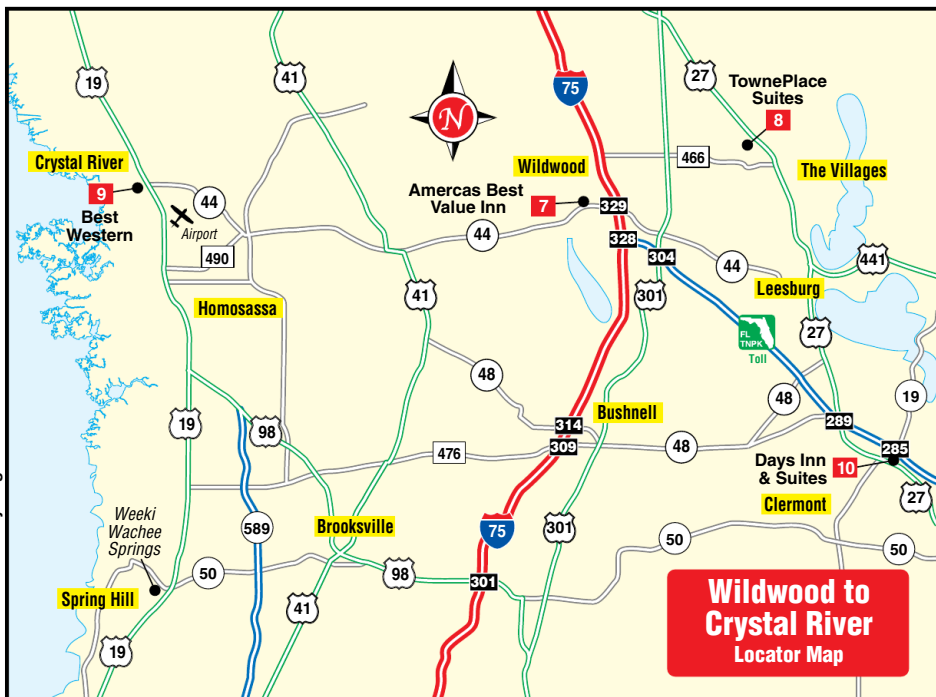 19
41
75
27
TownePlace
Suites
8
466
Wildwood
The Villages
Crystal River
9
Best
Western
44
Airport
490
Amercas Best
Value Inn
7
329
44
328
304
44
441
Leesburg
Homosassa
41
301
27
FL
TNPK
Toll
48
19
98
48
Bushnell
19
314
309
476
48
289
285
Days Inn
& Suites
10
27
Clermont
Weeki
Wachee
Springs
589
Brooksville
75
301
50
50
Spring Hill
50
98
301
41
19
N
Wildwood to
Crystal River
Locator Map